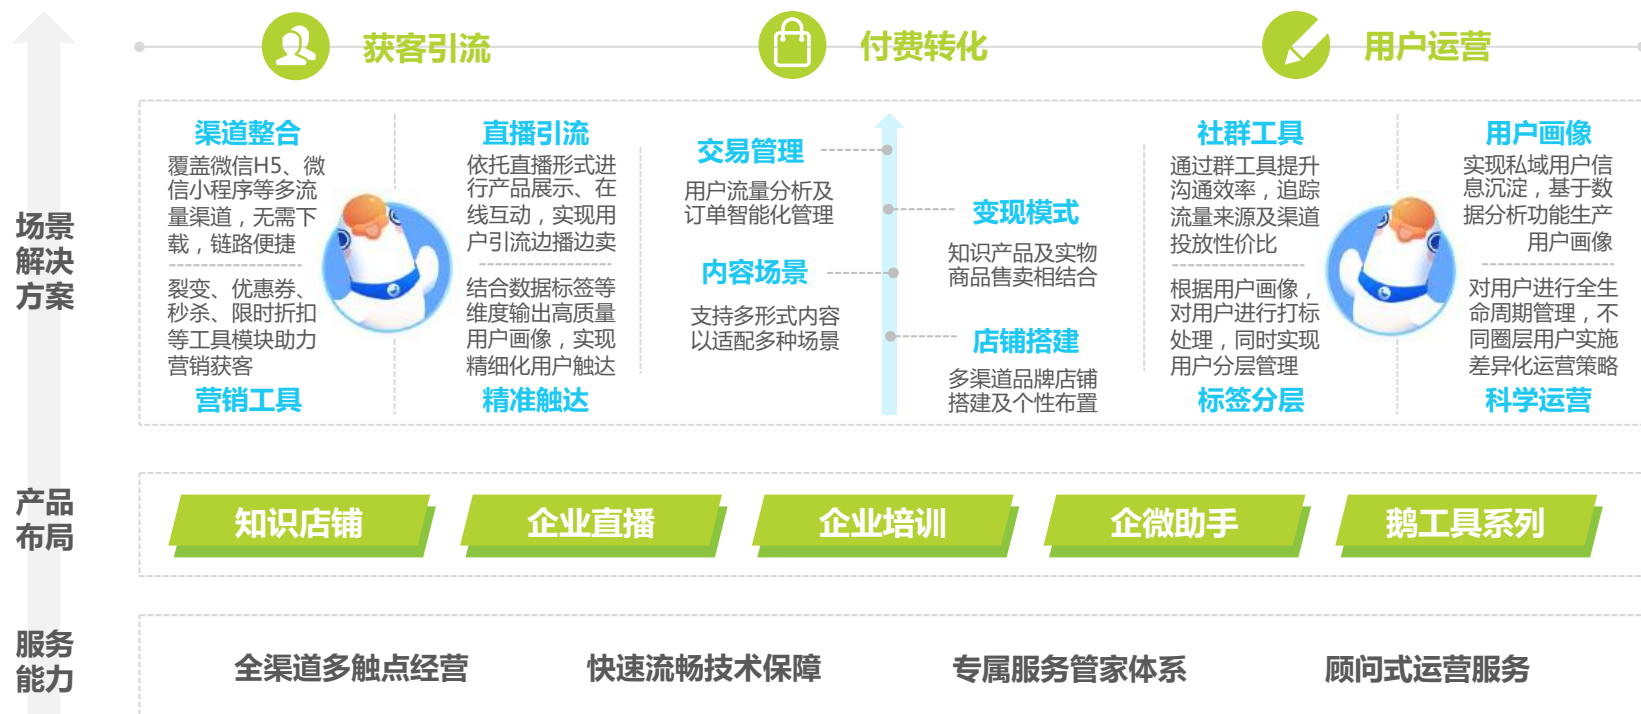 获客引流
付费转化
用户运营
场景
解决
方案
渠道整合
覆盖微信H5、微
信小程序等多流
量渠道，无需下
载，链路便捷
裂变、优惠券、
秒杀、限时折扣
等工具模块助力
营销获客
营销工具
直播引流
依托直播形式进
行产品展示、在
线互动，实现用
户引流边播边卖
结合数据标签等
维度输出高质量
用户画像，实现
精细化用户触达
精准触达
交易管理
用户流量分析及
订单智能化管理
变现模式
知识产品及实物
商品售卖相结合
内容场景
支持多形式内容
以适配多种场景
店铺搭建
多渠道品牌店铺
搭建及个性布置
社群工具
通过群工具提升
沟通效率，追踪
流量来源及渠道
投放性价比
根据用户画像，
对用户进行打标
处理，同时实现
用户分层管理
标签分层
用户画像
实现私域用户信
息沉淀，基于数
据分析功能生产
用户画像
对用户进行全生
命周期管理，不
同圈层用户实施
差异化运营策略
科学运营
产品
布局
知识店铺
企业直播
企业培训
企微助手
鹅工具系列
服务
能力
全渠道多触点经营
快速流畅技术保障
专属服务管家体系
顾问式运营服务